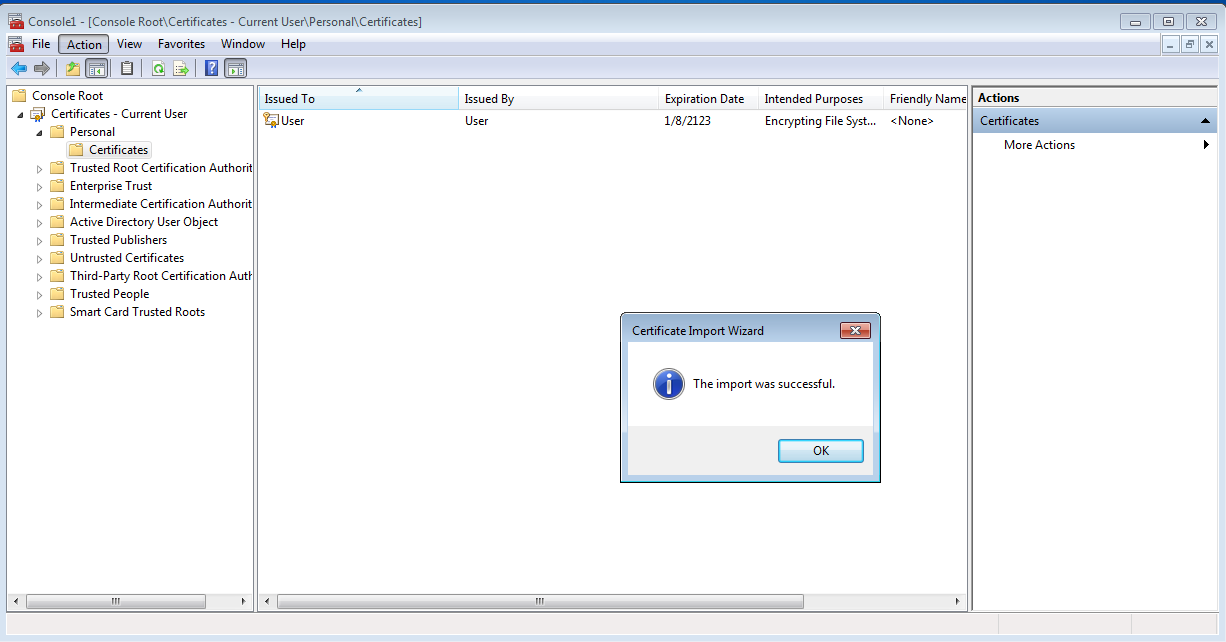 Console1 - [Console Root\Certificates - Current User\Personal\Certificates]
File Action View Favorites Window Help
Console Root
Certificates - Current User
Personal
Certificates
Trusted Root Certification Authorit
Enterprise Trust
Intermediate Certification Authorit
Active Directory User Object
Trusted Publishers
Untrusted Certificates
Third-Party Root Certification Auth
Trusted People
Smart Card Trusted Roots
Issued To Issued By Expiration Date Intended Purposes Friendly Name
User User 1/8/2123 Encrypting File Syst... <None>
Certificate Import Wizard
The import was successful.
OK
Actions
Certificates
More Actions